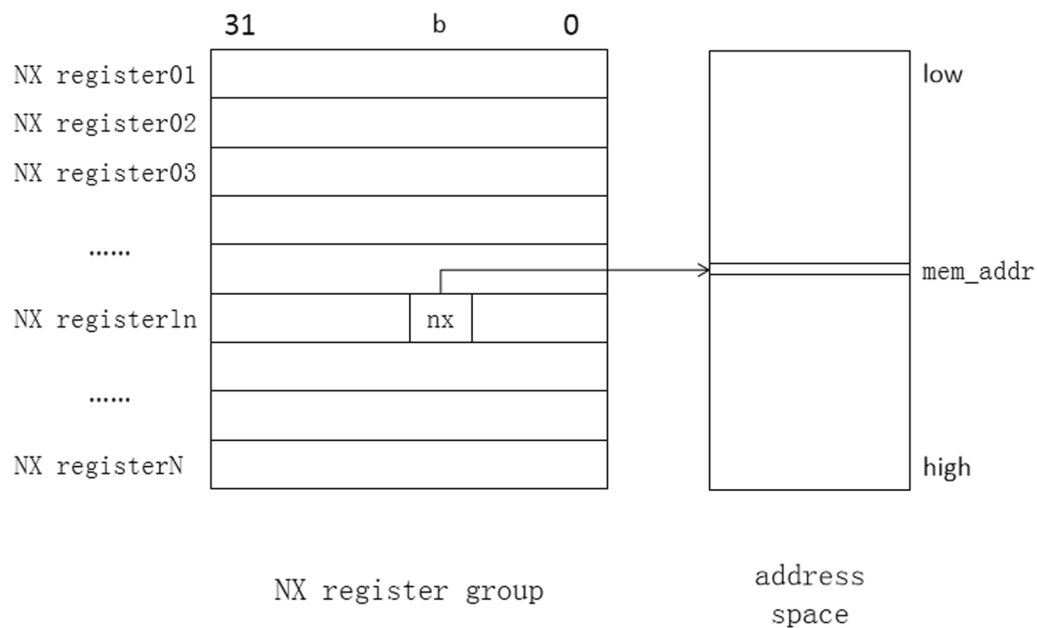 31 b 0
NX register01
low
NX register02
NX register03
......
mem_addr
NX registerln
nx
......
NX registerN
high
NX register group
address
space